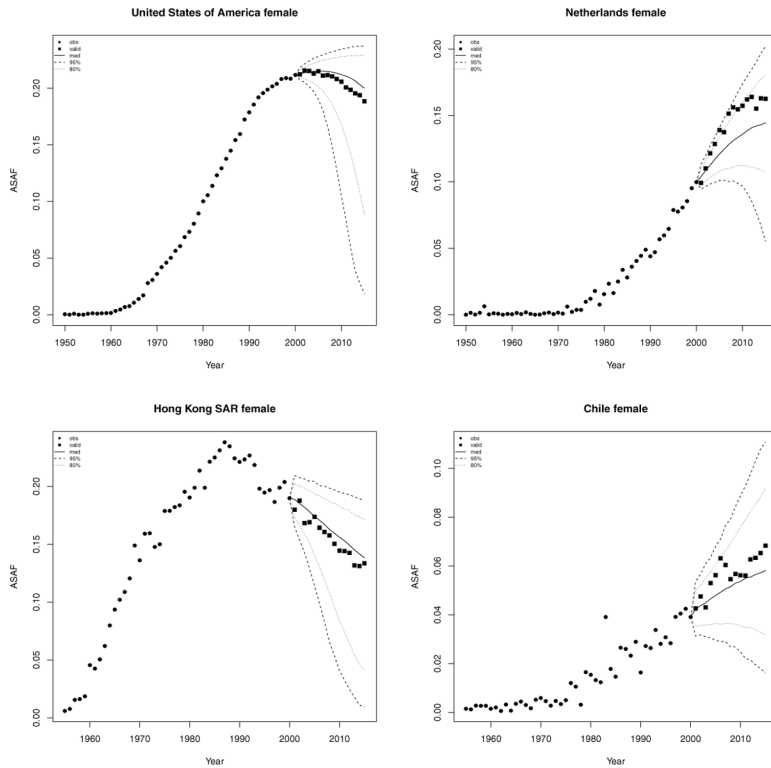 United States of America female
obs
valid
med
95%
80%
0.20
0.15
0.10
0.05
0.00
ASAF
1950 1960 1970 1980 1990 2000 2010
Year
Netherlands female
obs
valid
med
95%
80%
0.20
0.15
0.10
0.05
0.00
ASAF
1950 1960 1970 1980 1990 2000 2010
Year
Hong Kong SAR female
obs
valid
med
95%
80%
0.20
0.15
0.10
0.05
0.00
ASAF
1960 1970 1980 1990 2000 2010
Year
Chile female
obs
valid
med
95%
80%
0.10
0.08
0.06
0.04
0.02
0.00
ASAF
1960 1970 1980 1990 2000 2010
Year